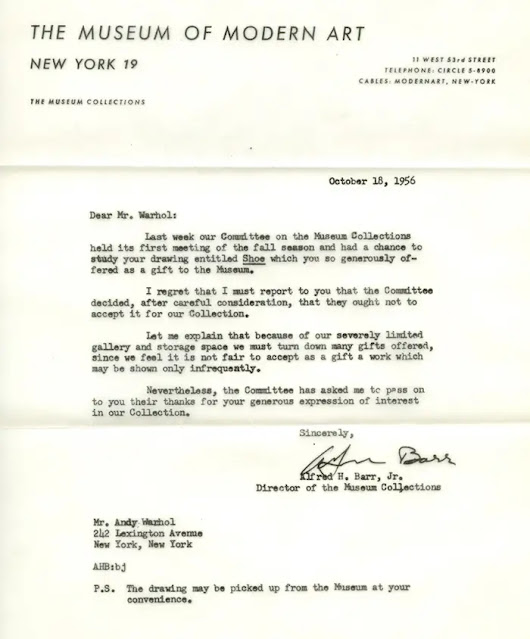 THE MUSEUM OF MODERN ART
NEW YORK 19
11 WEST 53rd STREET
TELEPHONE: CIRCLE 5-8900
CABLES: MODERNART, NEW-YORK
THE MUSEUM COLLECTIONS
October 18, 1956
Dear Mr. Warhol:
Last week our Committee on the Museum Collections
held its first meeting of the fall season and had a chance to
study your drawing entitled Shoe which you so generously of-
fered as a gift to the Museum.
I regret that I must report to you that the Committee
decided, after careful consideration, that they ought not to
accept it for our Collection.
Let me explain that because of our severely limited
gallery and storage space we must turn down many gifts offered,
since we feel it is not fair to accept as a gift a work which
may be shown only infrequently.
Nevertheless, the Committee has asked me to pass on
to you their thanks for your generous expression of interest
in our Collection.
Sincerely,
Barr
Alfred H. Barr, Jr.
Director of the Museum Collections
Mr. Andy Warhol
242 Lexington Avenue
New York, New York
AHB:bj
P.S. The drawing may be picked up from the Museum at your
convenience.